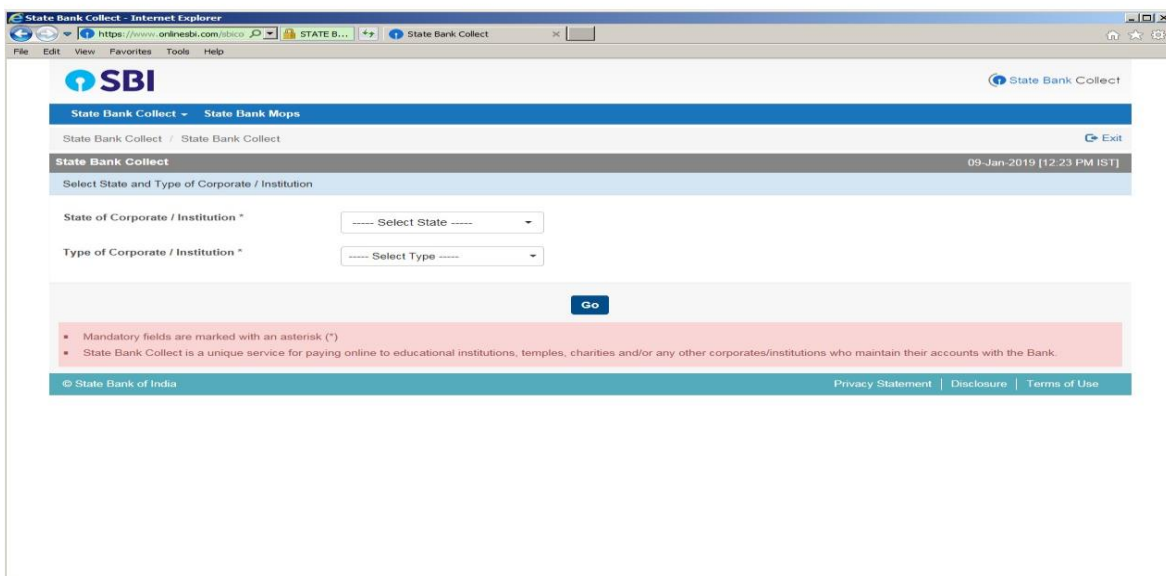 State Bank Collect - Internet Explorer
https://www.onlinesbi.com/sbico STATE B... State Bank Collect
File Edit View Favorites Tools Help
SBI State Bank Collect
State Bank Collect State Bank Mops
State Bank Collect / State Bank Collect Exit
State Bank Collect 09-Jan-2019 [12:23 PM IST]
Select State and Type of Corporate / Institution
State of Corporate / Institution * ----- Select State -----
Type of Corporate / Institution * ----- Select Type -----
Go
Mandatory fields are marked with an asterisk (*)
State Bank Collect is a unique service for paying online to educational institutions, temples, charities and/or any other corporates/institutions who maintain their accounts with the Bank.
© State Bank of India Privacy Statement | Disclosure | Terms of Use